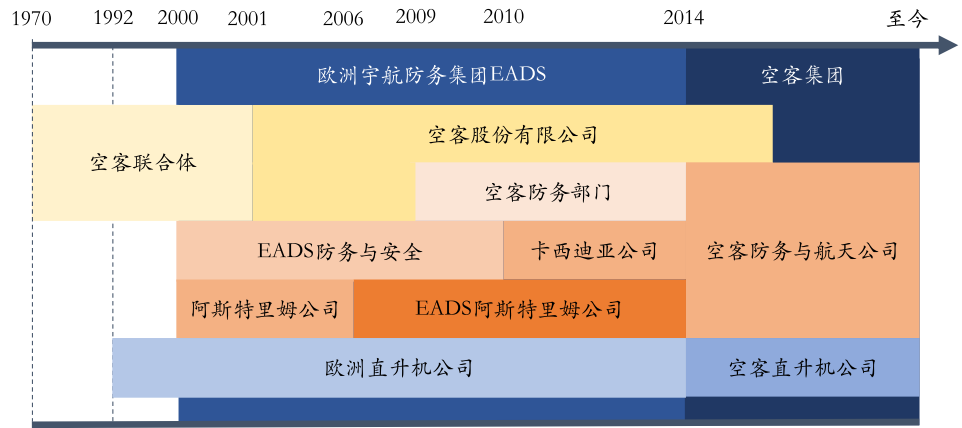 1970 1992 2000 2001 2006 2009 2010 2014 至今
欧洲宇航防务集团EADS 空客集团
空客股份有限公司
空客联合体
空客防务部门
EADS防务与安全 卡西迪亚公司 空客防务与航天公司
阿斯特里姆公司 EADS阿斯特里姆公司
欧洲直升机公司 空客直升机公司